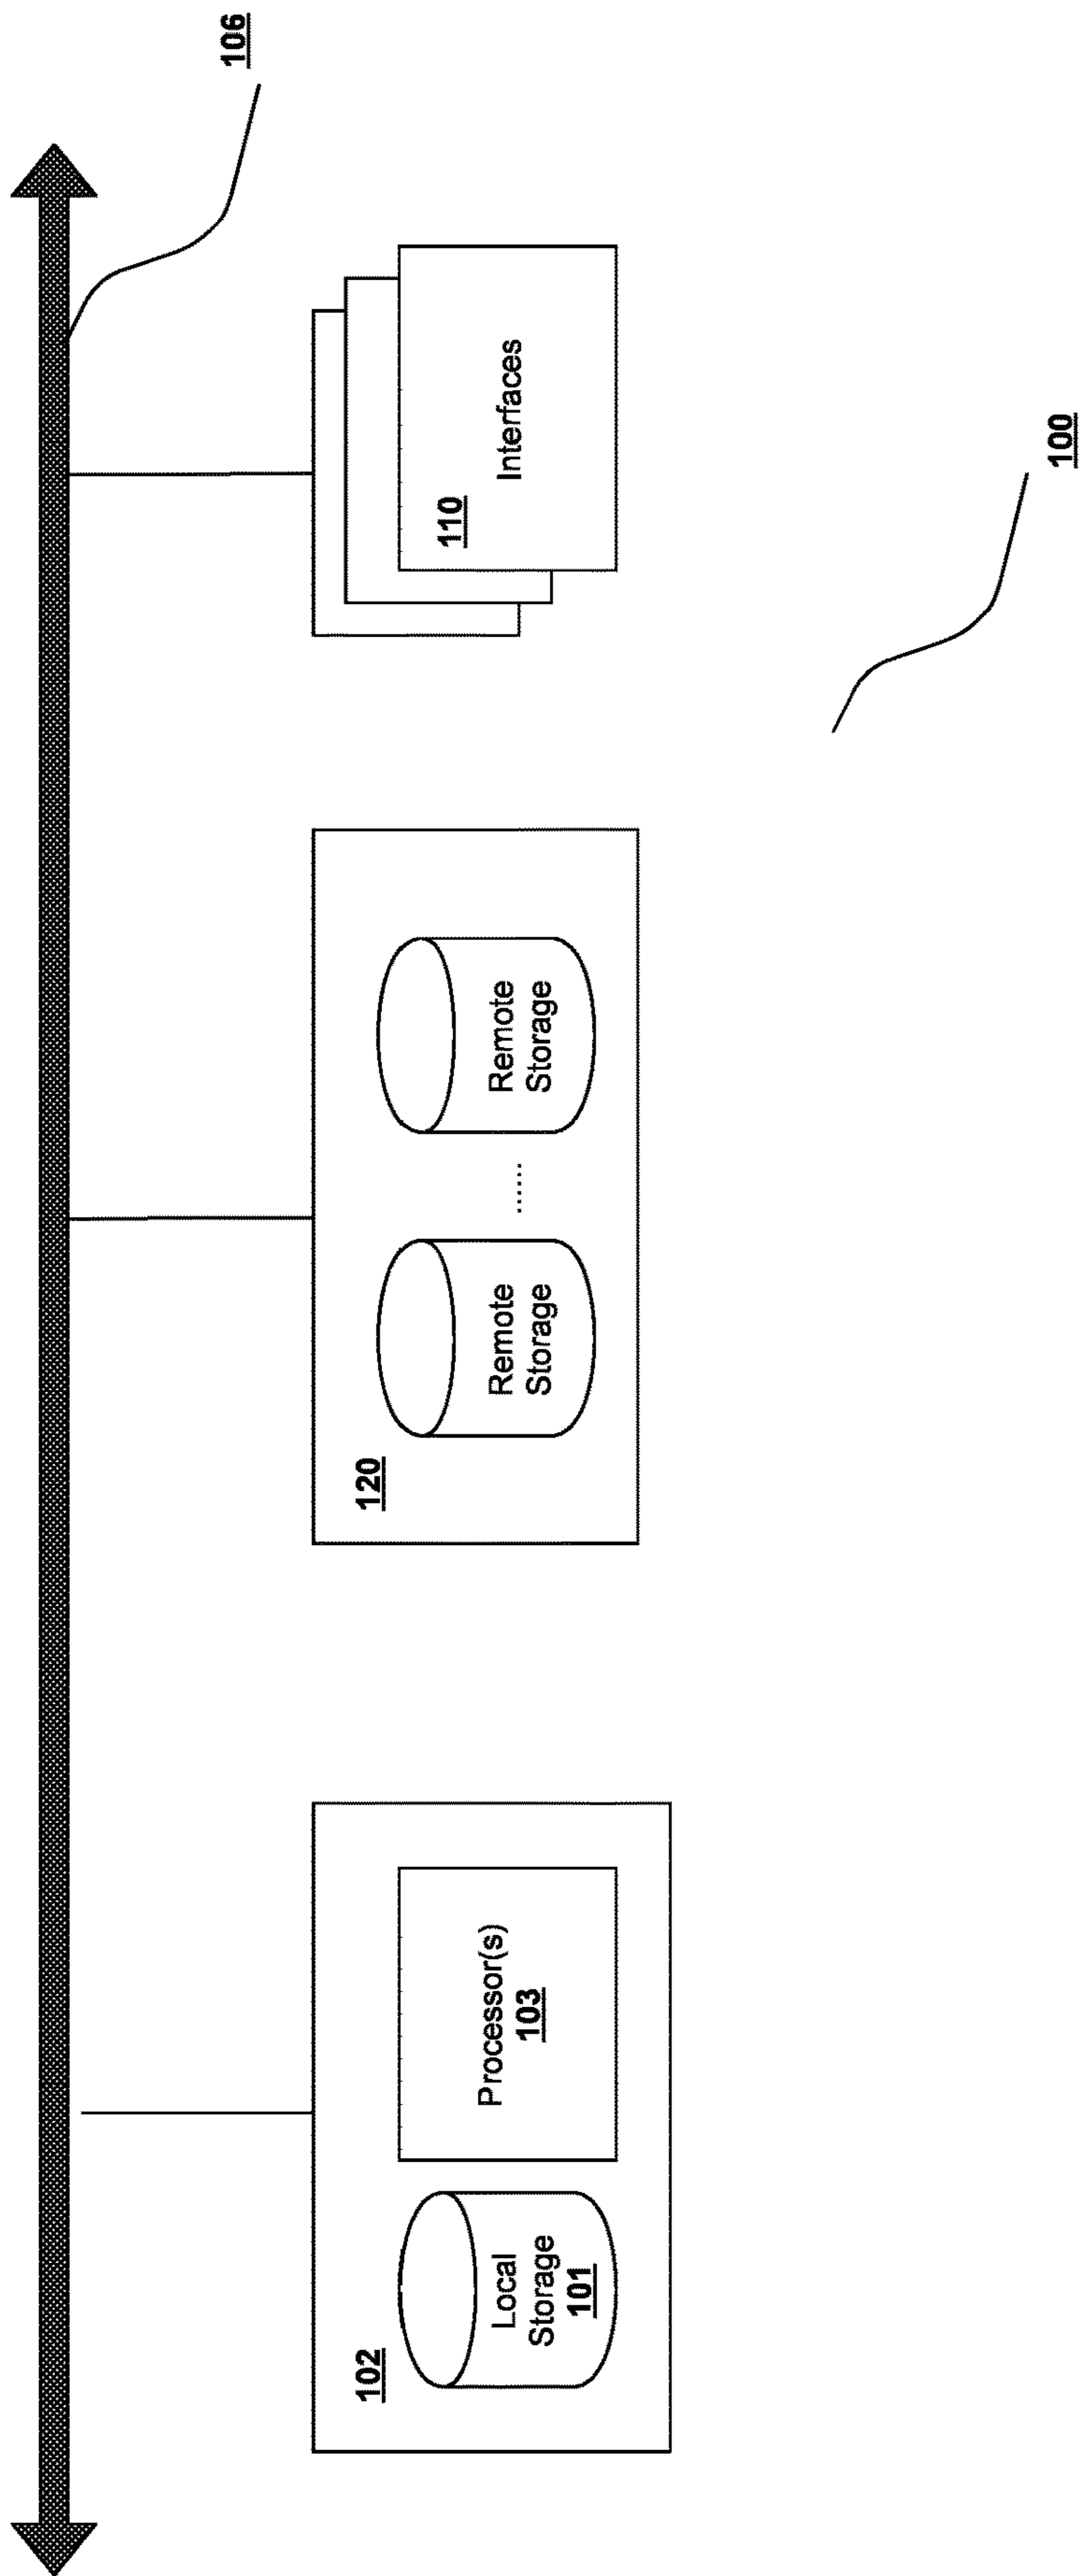 106
102
Local
Storage
101
Processor(s)
103
120
Remote
Storage
......
Remote
Storage
110
Interfaces
100